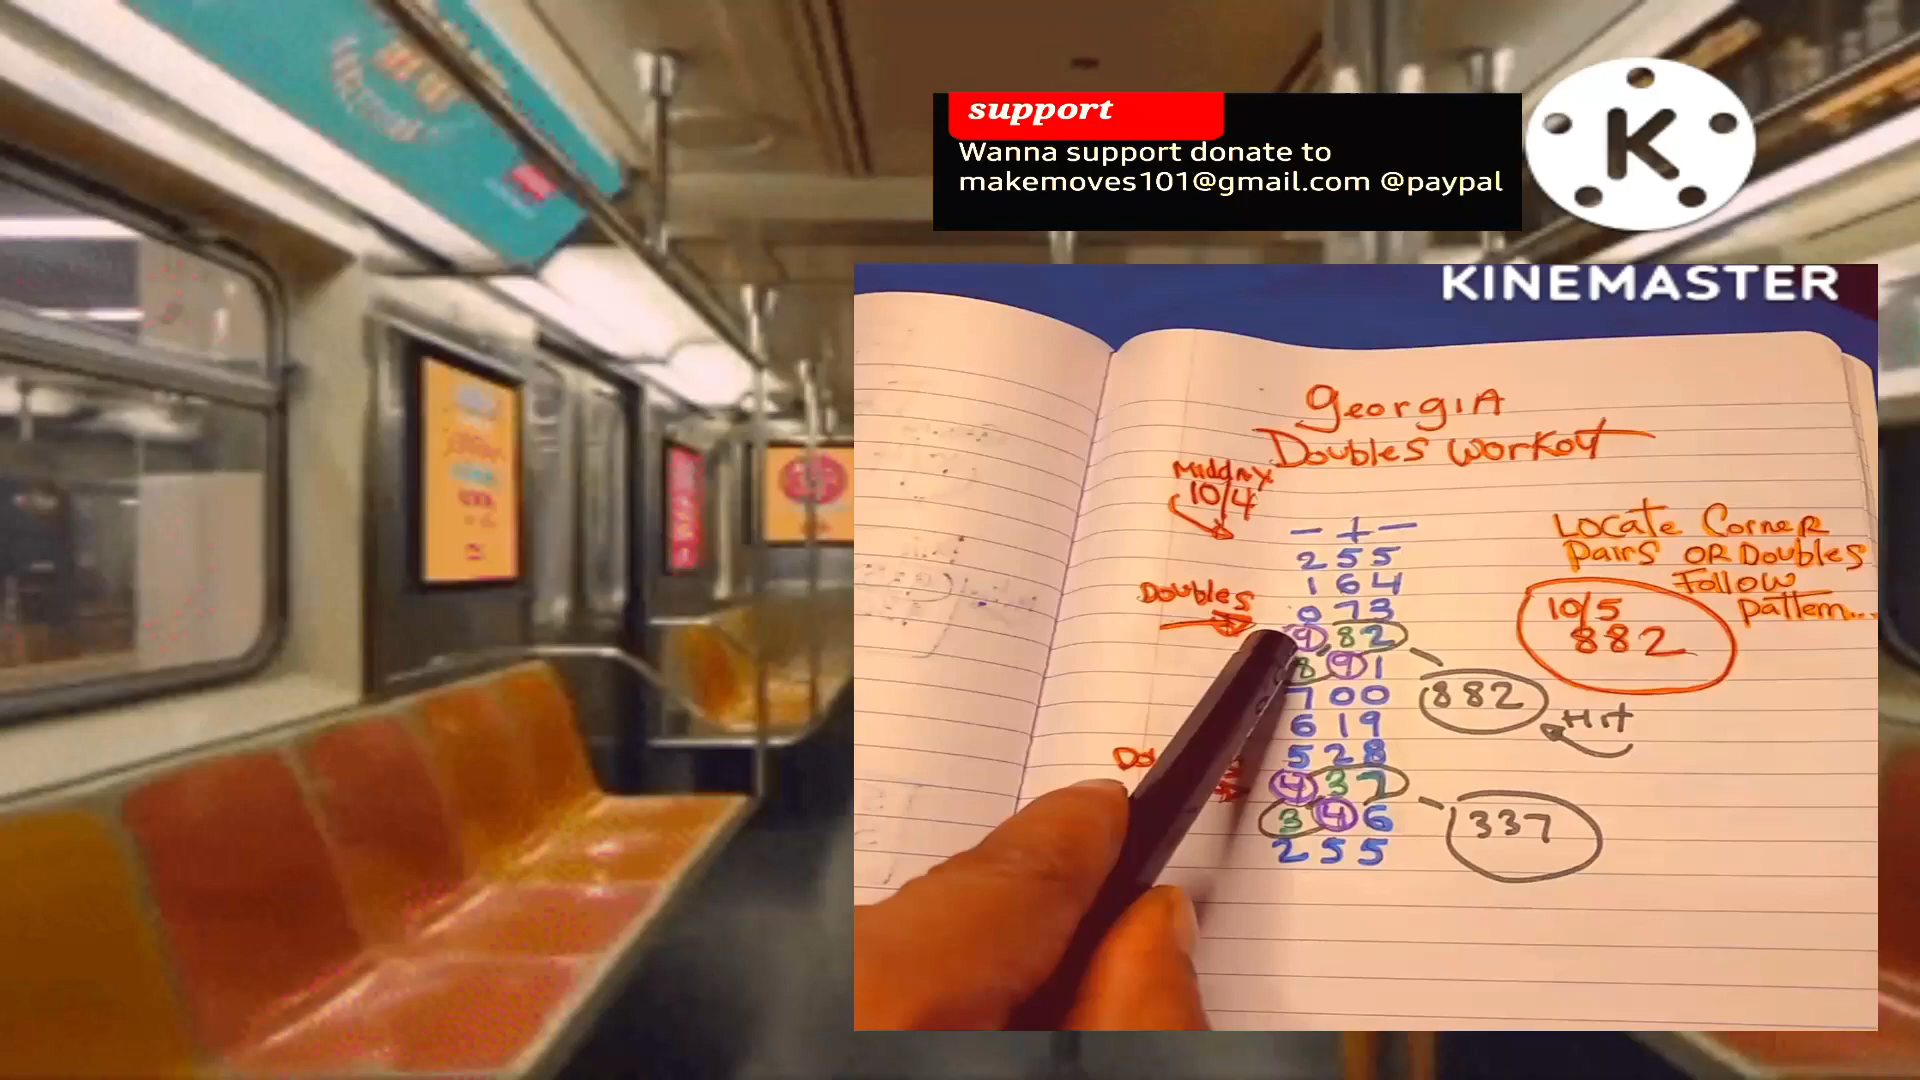 support
Wanna support donate to
makemoves101@gmail.com @paypal
K
KINEMASTER
Georgia
Doubles workout
Midday
10/4
- + -
255
164
073
Doubles
982
891
700
619
528
437
346
255
Locate Corner
pairs OR Doubles
Follow
pattern...
10/5
882
882
Hit
337